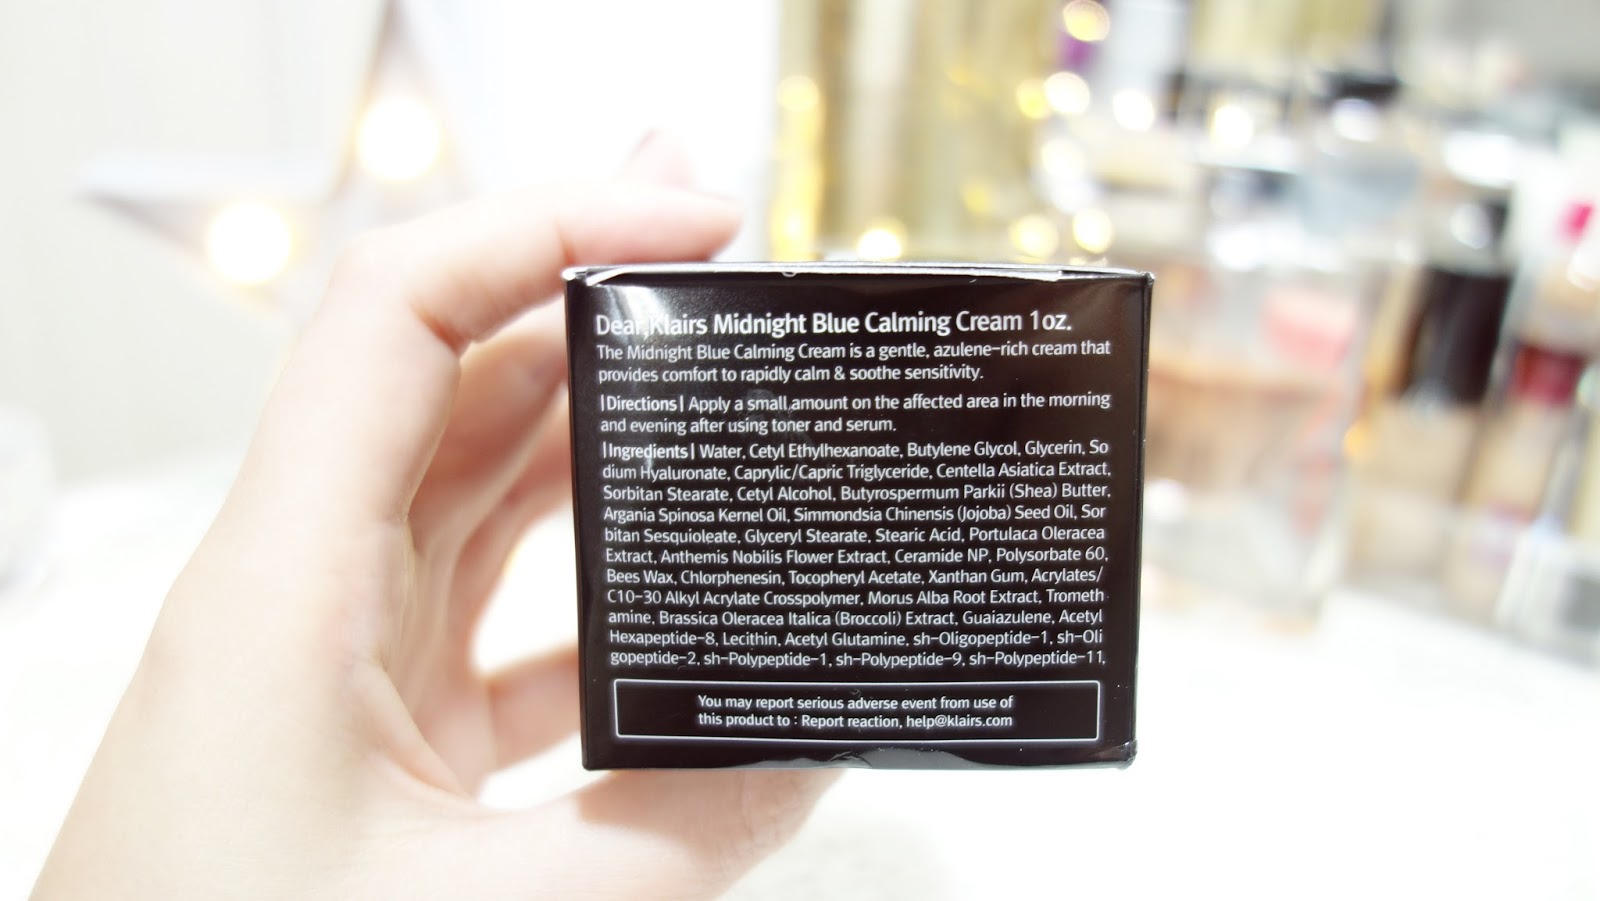 Dear,Klairs Midnight Blue Calming Cream 1oz.
The Midnight Blue Calming Cream is a gentle, azulene-rich cream that
provides comfort to rapidly calm & soothe sensitivity.
|Directions| Apply a small amount on the affected area in the morning
and evening after using toner and serum.
|Ingredients| Water, Cetyl Ethylhexanoate, Butylene Glycol, Glycerin, So
dium Hyaluronate, Caprylic/Capric Triglyceride, Centella Asiatica Extract,
Sorbitan Stearate, Cetyl Alcohol, Butyrospermum Parkii (Shea) Butter,
Argania Spinosa Kernel Oil, Simmondsia Chinensis (Jojoba) Seed Oil, Sor
bitan Sesquioleate, Glyceryl Stearate, Stearic Acid, Portulaca Oleracea
Extract, Anthemis Nobilis Flower Extract, Ceramide NP, Polysorbate 60,
Bees Wax, Chlorphenesin, Tocopheryl Acetate, Xanthan Gum, Acrylates/
C10-30 Alkyl Acrylate Crosspolymer, Morus Alba Root Extract, Trometh
amine, Brassica Oleracea Italica (Broccoli) Extract, Guaiazulene, Acetyl
Hexapeptide-8, Lecithin, Acetyl Glutamine, sh-Oligopeptide-1, sh-Oli
gopeptide-2, sh-Polypeptide-1, sh-Polypeptide-9, sh-Polypeptide-11,
You may report serious adverse event from use of
this product to : Report reaction, help@klairs.com